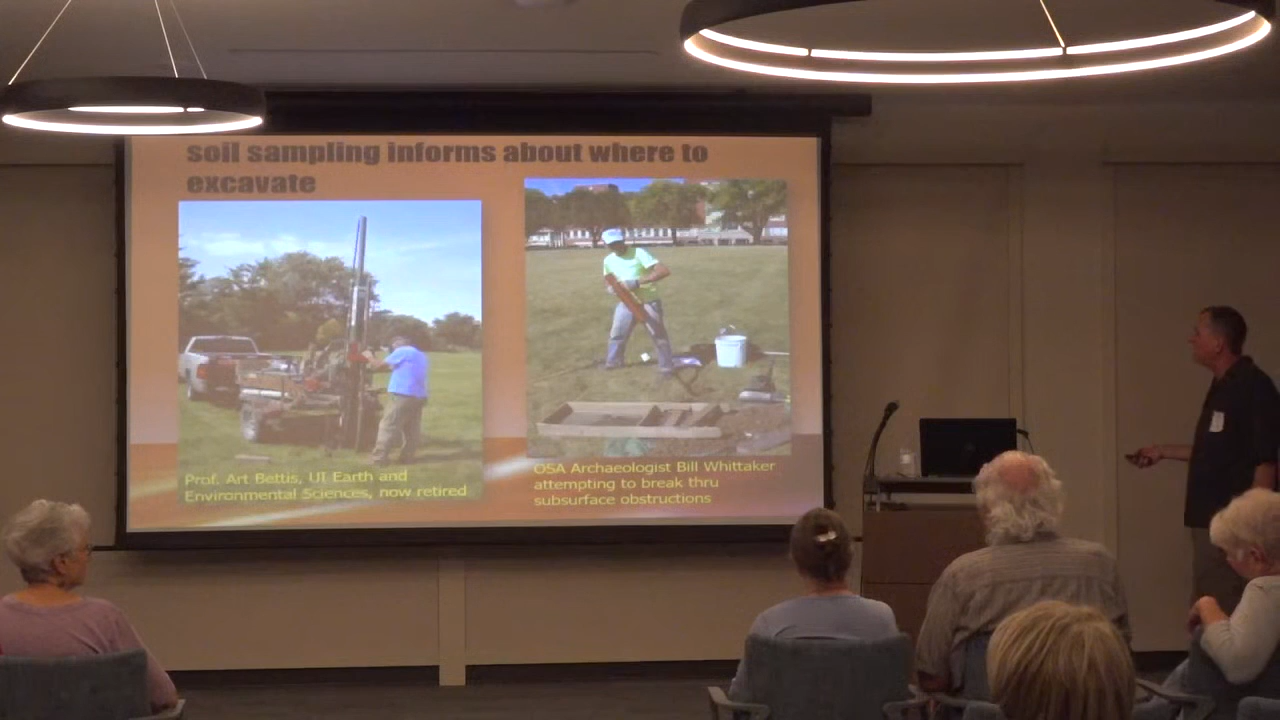 soil sampling informs about where to
excavate
Prof. Art Bettis, UI Earth and
Environmental Sciences, now retired
OSA Archaeologist Bill Whittaker
attempting to break thru
subsurface obstructions